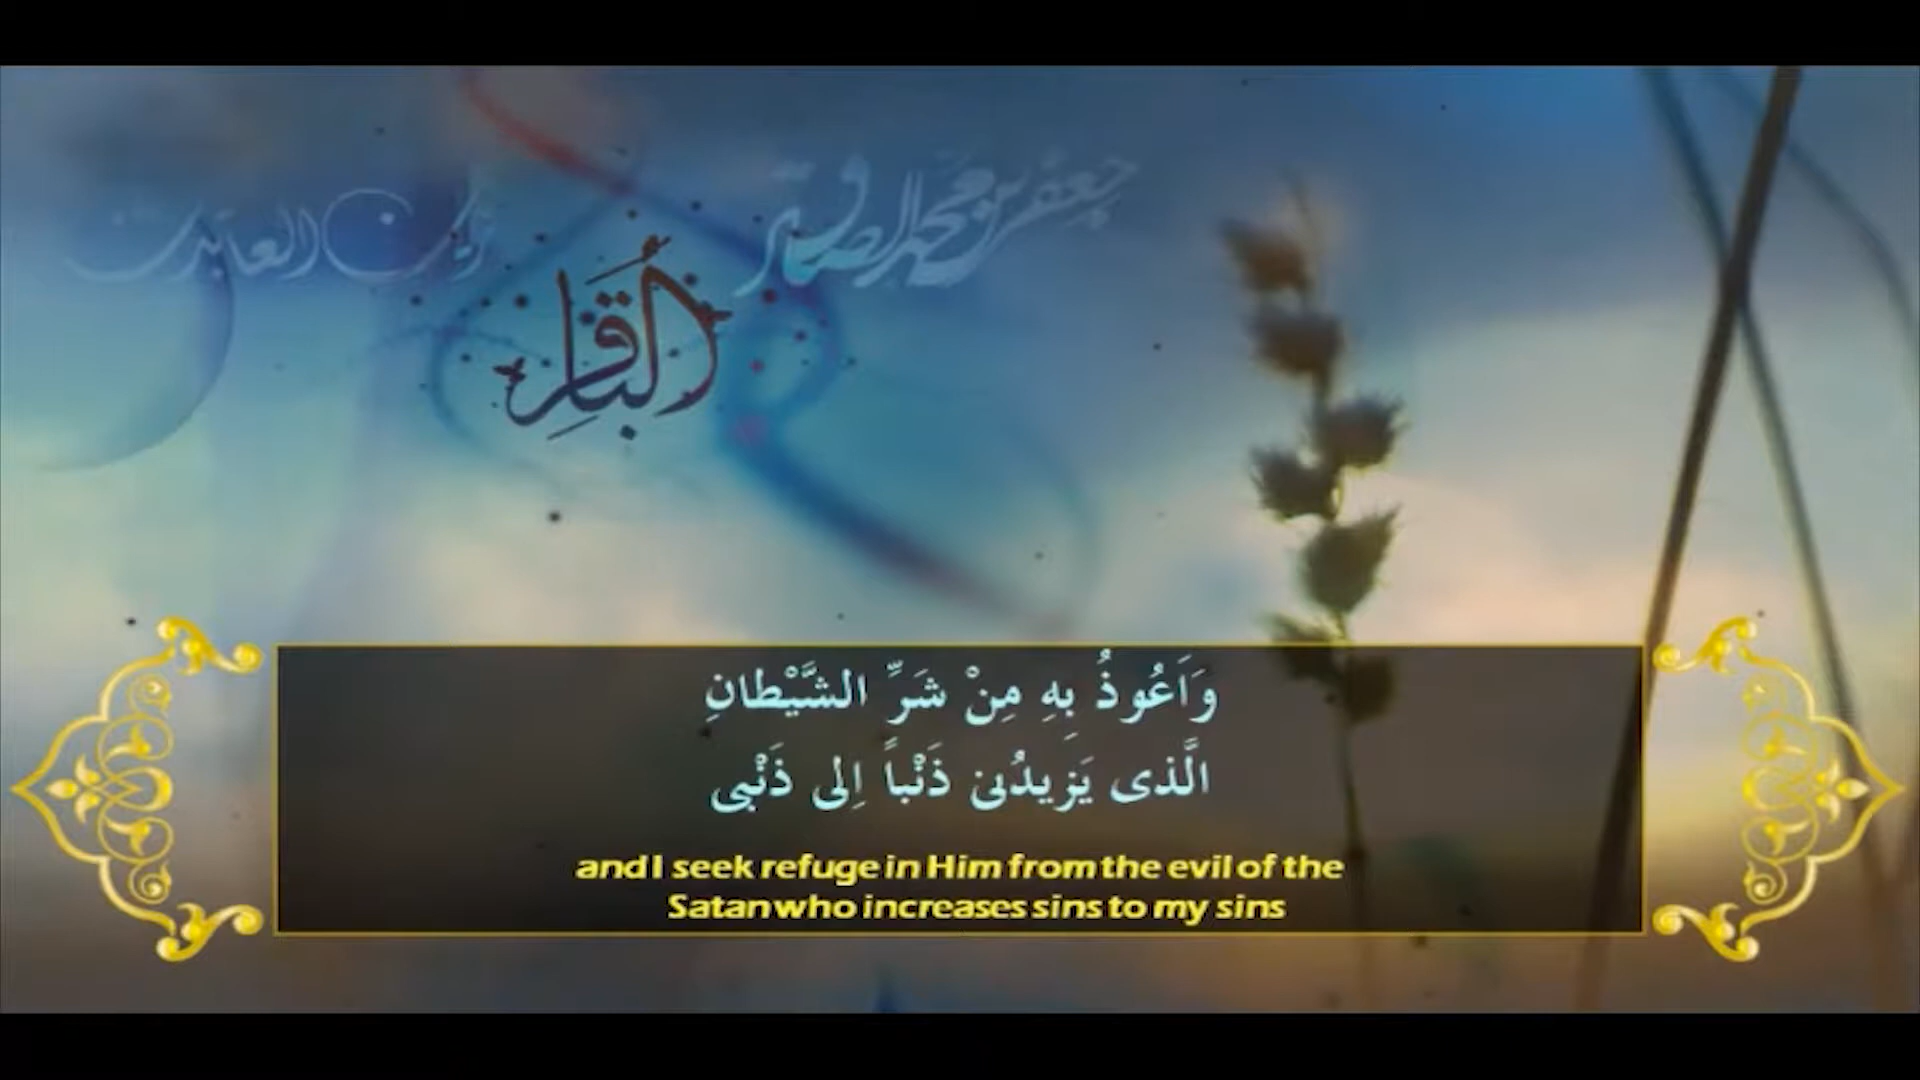 جعفر بن محمد الصادق
زين العابدين
الباقر
وَاَعُوذُ بِهِ مِنْ شَرِّ الشَّيْطانِ
الَّذى يَزيدُنى ذَنْباً اِلى ذَنْبى
and I seek refuge in Him from the evil of the
Satan who increases sins to my sins